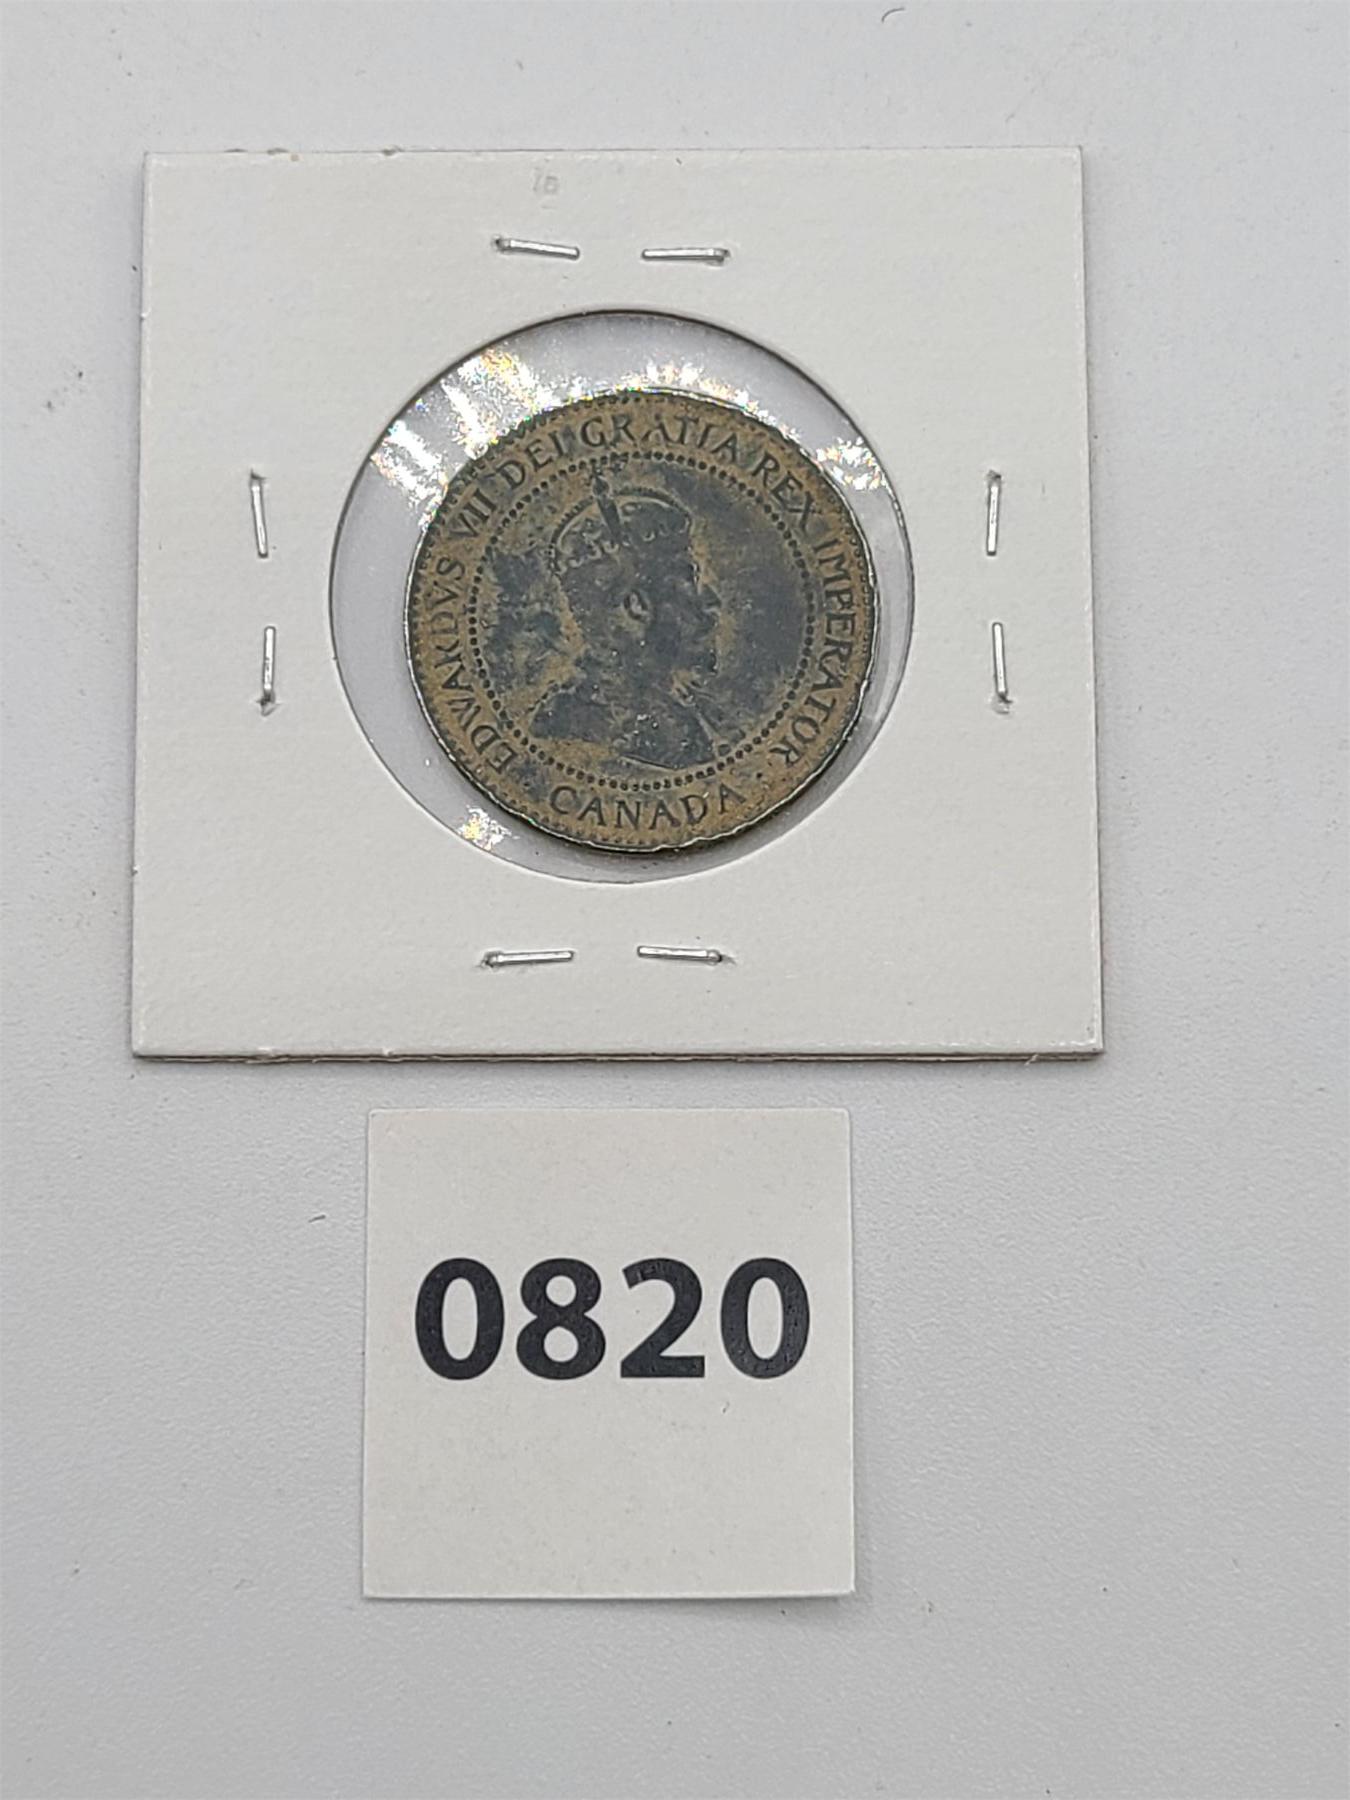 EDWARDVS VII DEI GRATIA REX IMPERATOR
CANADA
0820